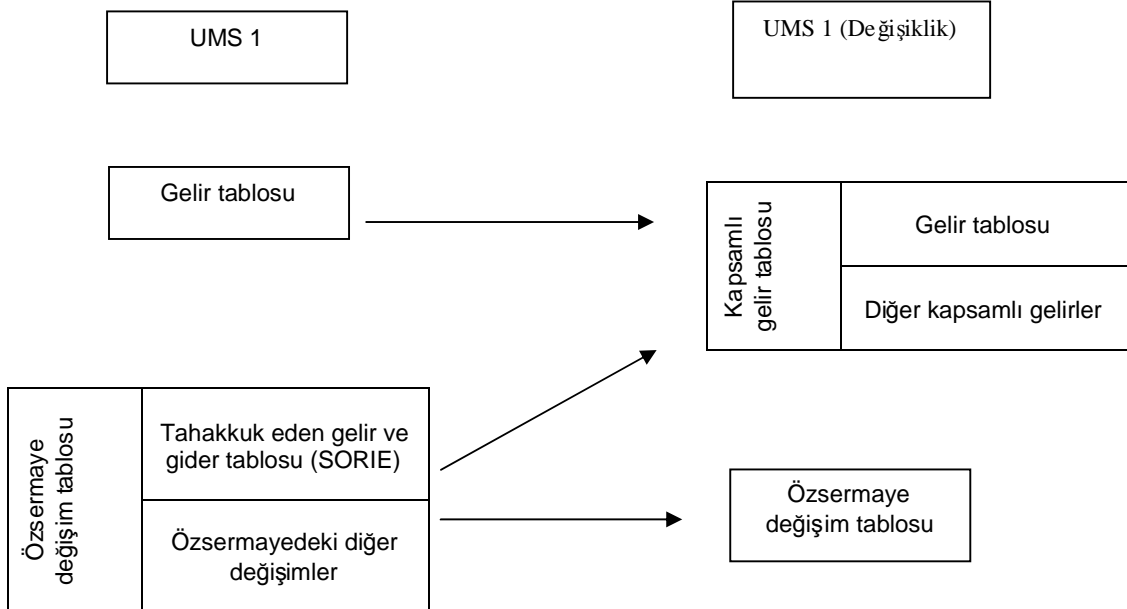 UMS 1
UMS 1 (Değişiklik)
Gelir tablosu
Kapsamlı
gelir tablosu
Gelir tablosu
Diğer kapsamlı gelirler
Özsermaye
değişim tablosu
Tahakkuk eden gelir ve
gider tablosu (SORIE)
Özsermayedeki diğer
değişimler
Özsermaye
değişim tablosu